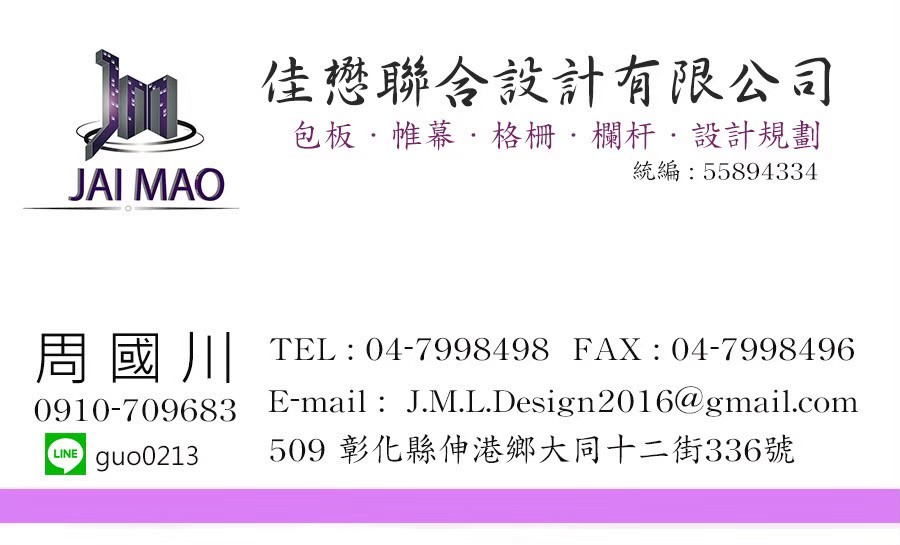 JM
JAI MAO
佳懋聯合設計有限公司
包板．帷幕．格柵．欄杆．設計規劃
統編 : 55894334
周國川
0910-709683
LINE guo0213
TEL : 04-7998498 FAX : 04-7998496
E-mail : J.M.L.Design2016@gmail.com
509 彰化縣伸港鄉大同十二街336號